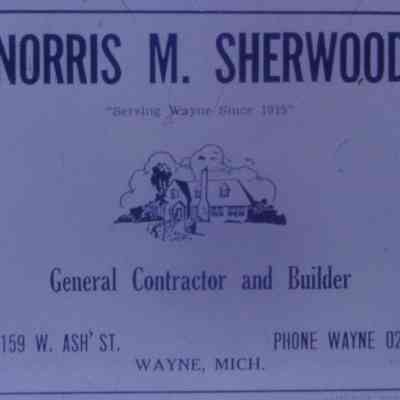 NORRIS M. SHERWOOD
"Serving Wayne Since 1915"
General Contractor and Builder
159 W. ASH ST.
PHONE WAYNE 02
WAYNE, MICH.